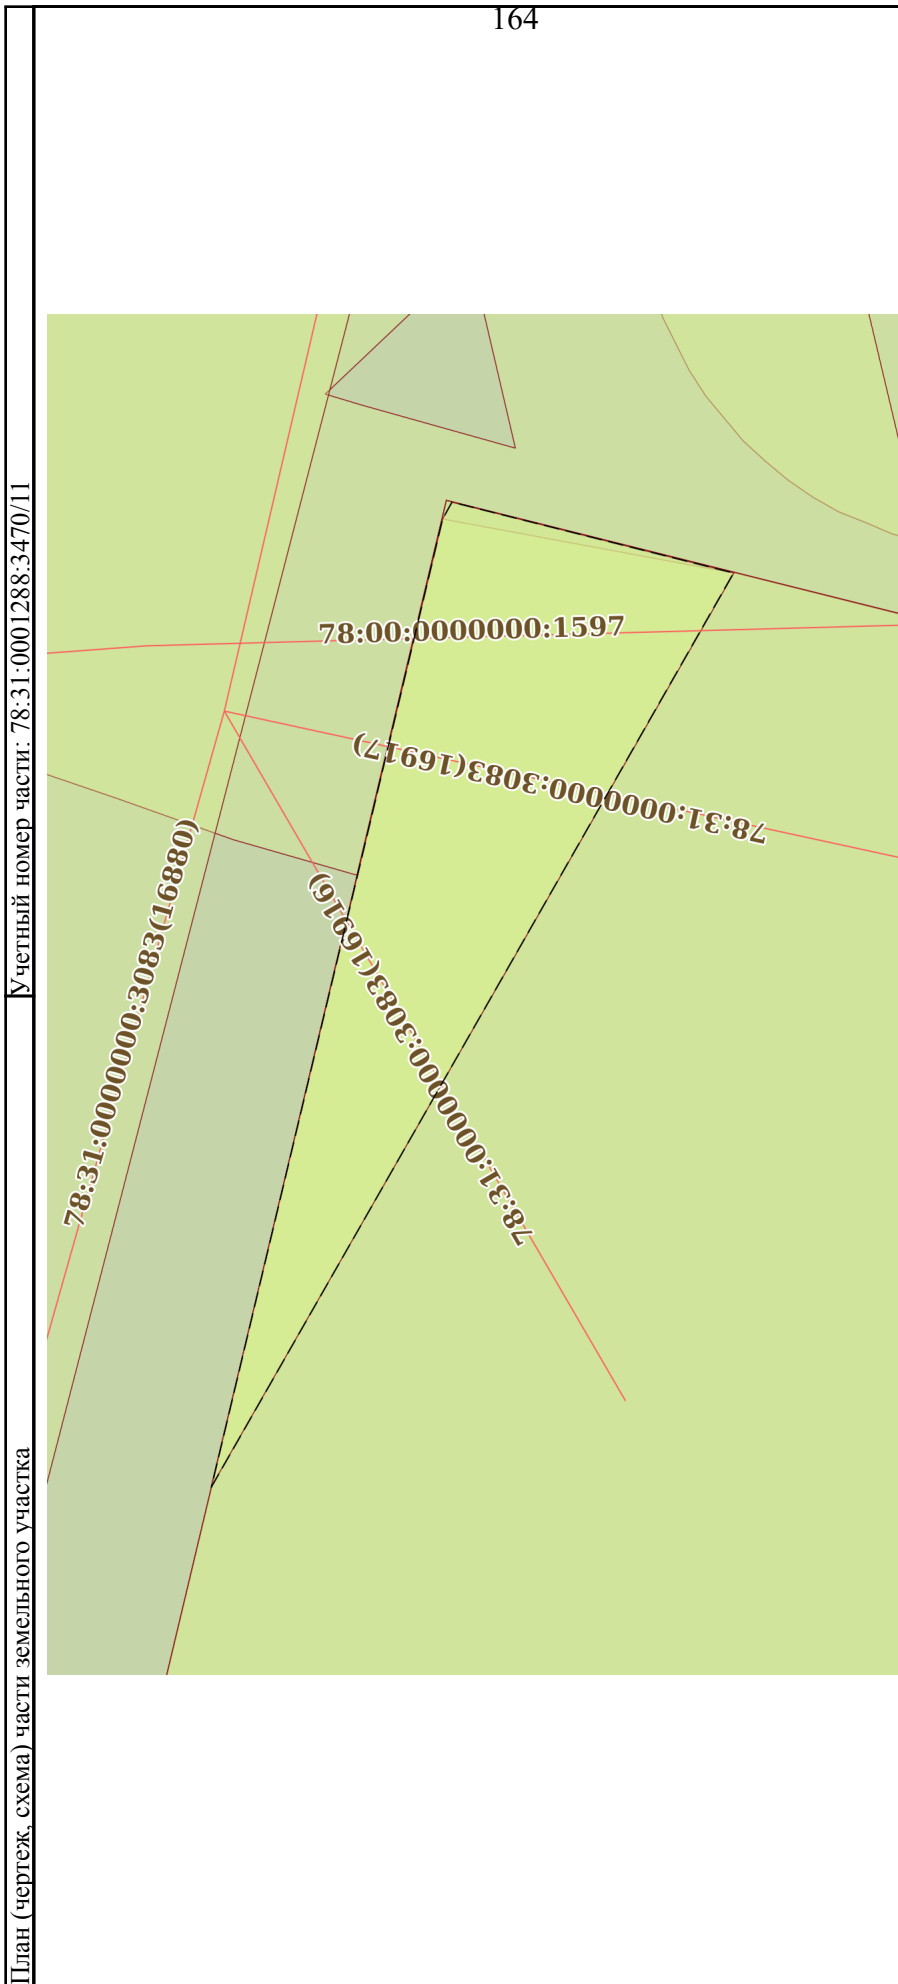 164
План (чертеж, схема) части земельного участка
Учетный номер части: 78:31:0001288:3470/11
78:00:0000000:1597
78:31:0000000:3083(16917)
78:31:0000000:3083(16916)
78:31:0000000:3083(16880)